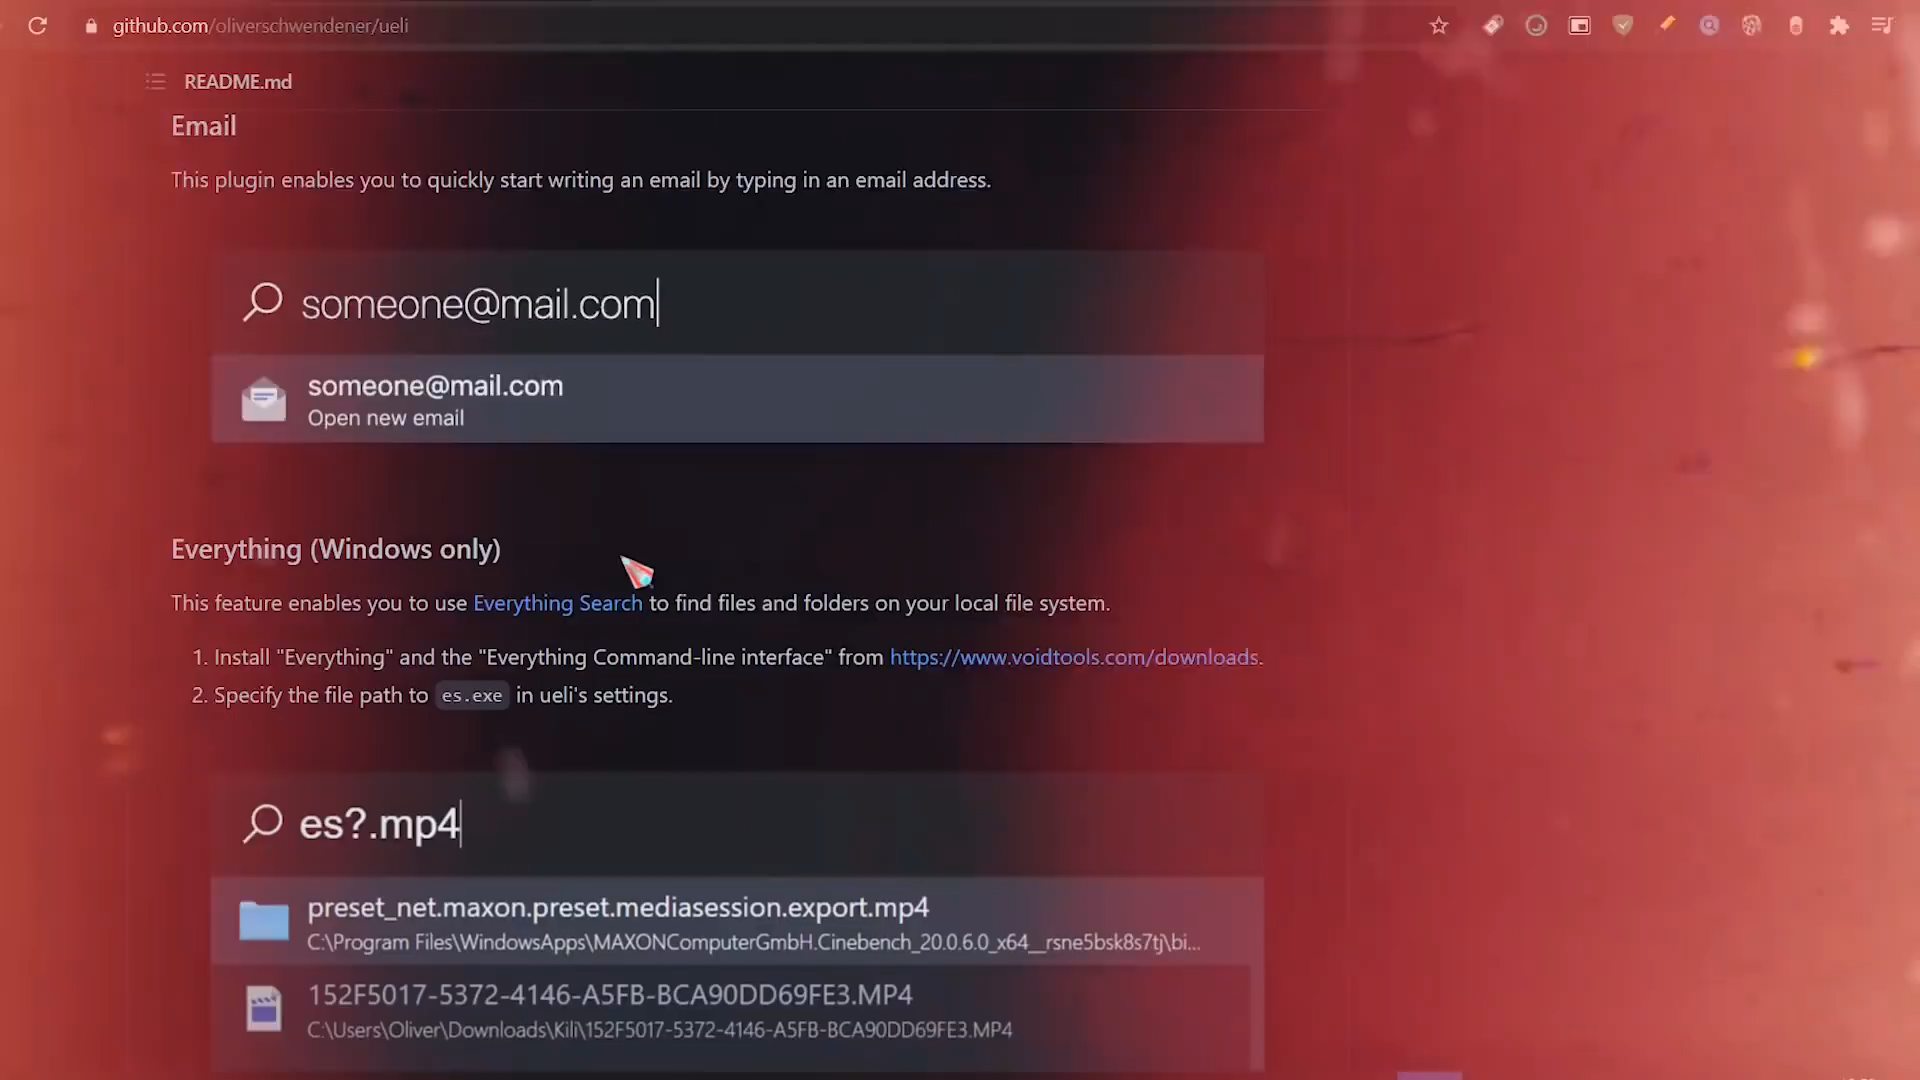 github.com/oliverschwendener/ueli
README.md
Email
This plugin enables you to quickly start writing an email by typing in an email address.
someone@mail.com
someone@mail.com
Open new email
Everything (Windows only)
This feature enables you to use Everything Search to find files and folders on your local file system.
1. Install "Everything" and the "Everything Command-line interface" from https://www.voidtools.com/downloads.
2. Specify the file path to es.exe in ueli's settings.
es?.mp4
preset_net.maxon.preset.mediasession.export.mp4
C:\Program Files\WindowsApps\MAXONComputerGmbH.Cinebench_20.0.6.0_x64__rsne5bsk8s7tj\bi...
152F5017-5372-4146-A5FB-BCA90DD69FE3.MP4
C:\Users\Oliver\Downloads\Kili\152F5017-5372-4146-A5FB-BCA90DD69FE3.MP4